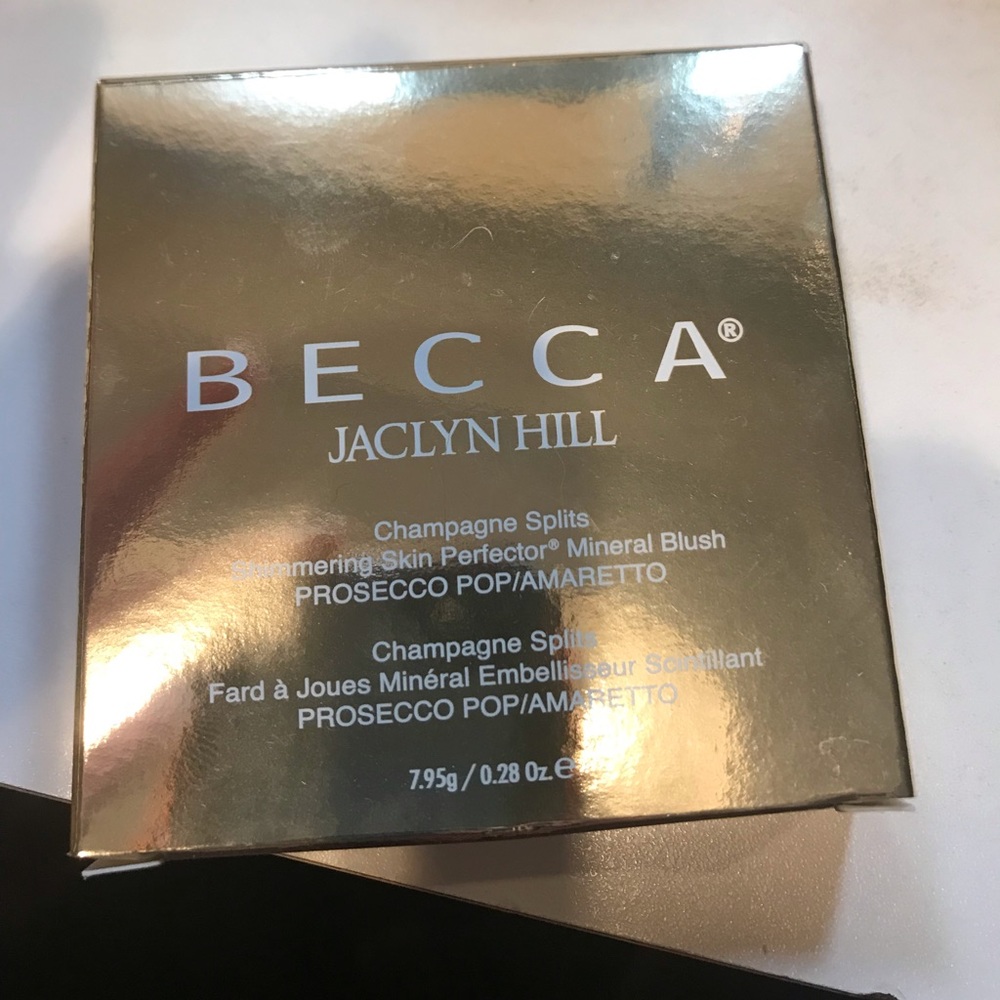 BECCA®
JACLYN HILL
Champagne Splits
Shimmering Skin Perfector® Mineral Blush
PROSECCO POP/AMARETTO
Champagne Splits
Fard à Joues Minéral Embellisseur Scintillant
PROSECCO POP/AMARETTO
7.95g / 0.28 Oz. e